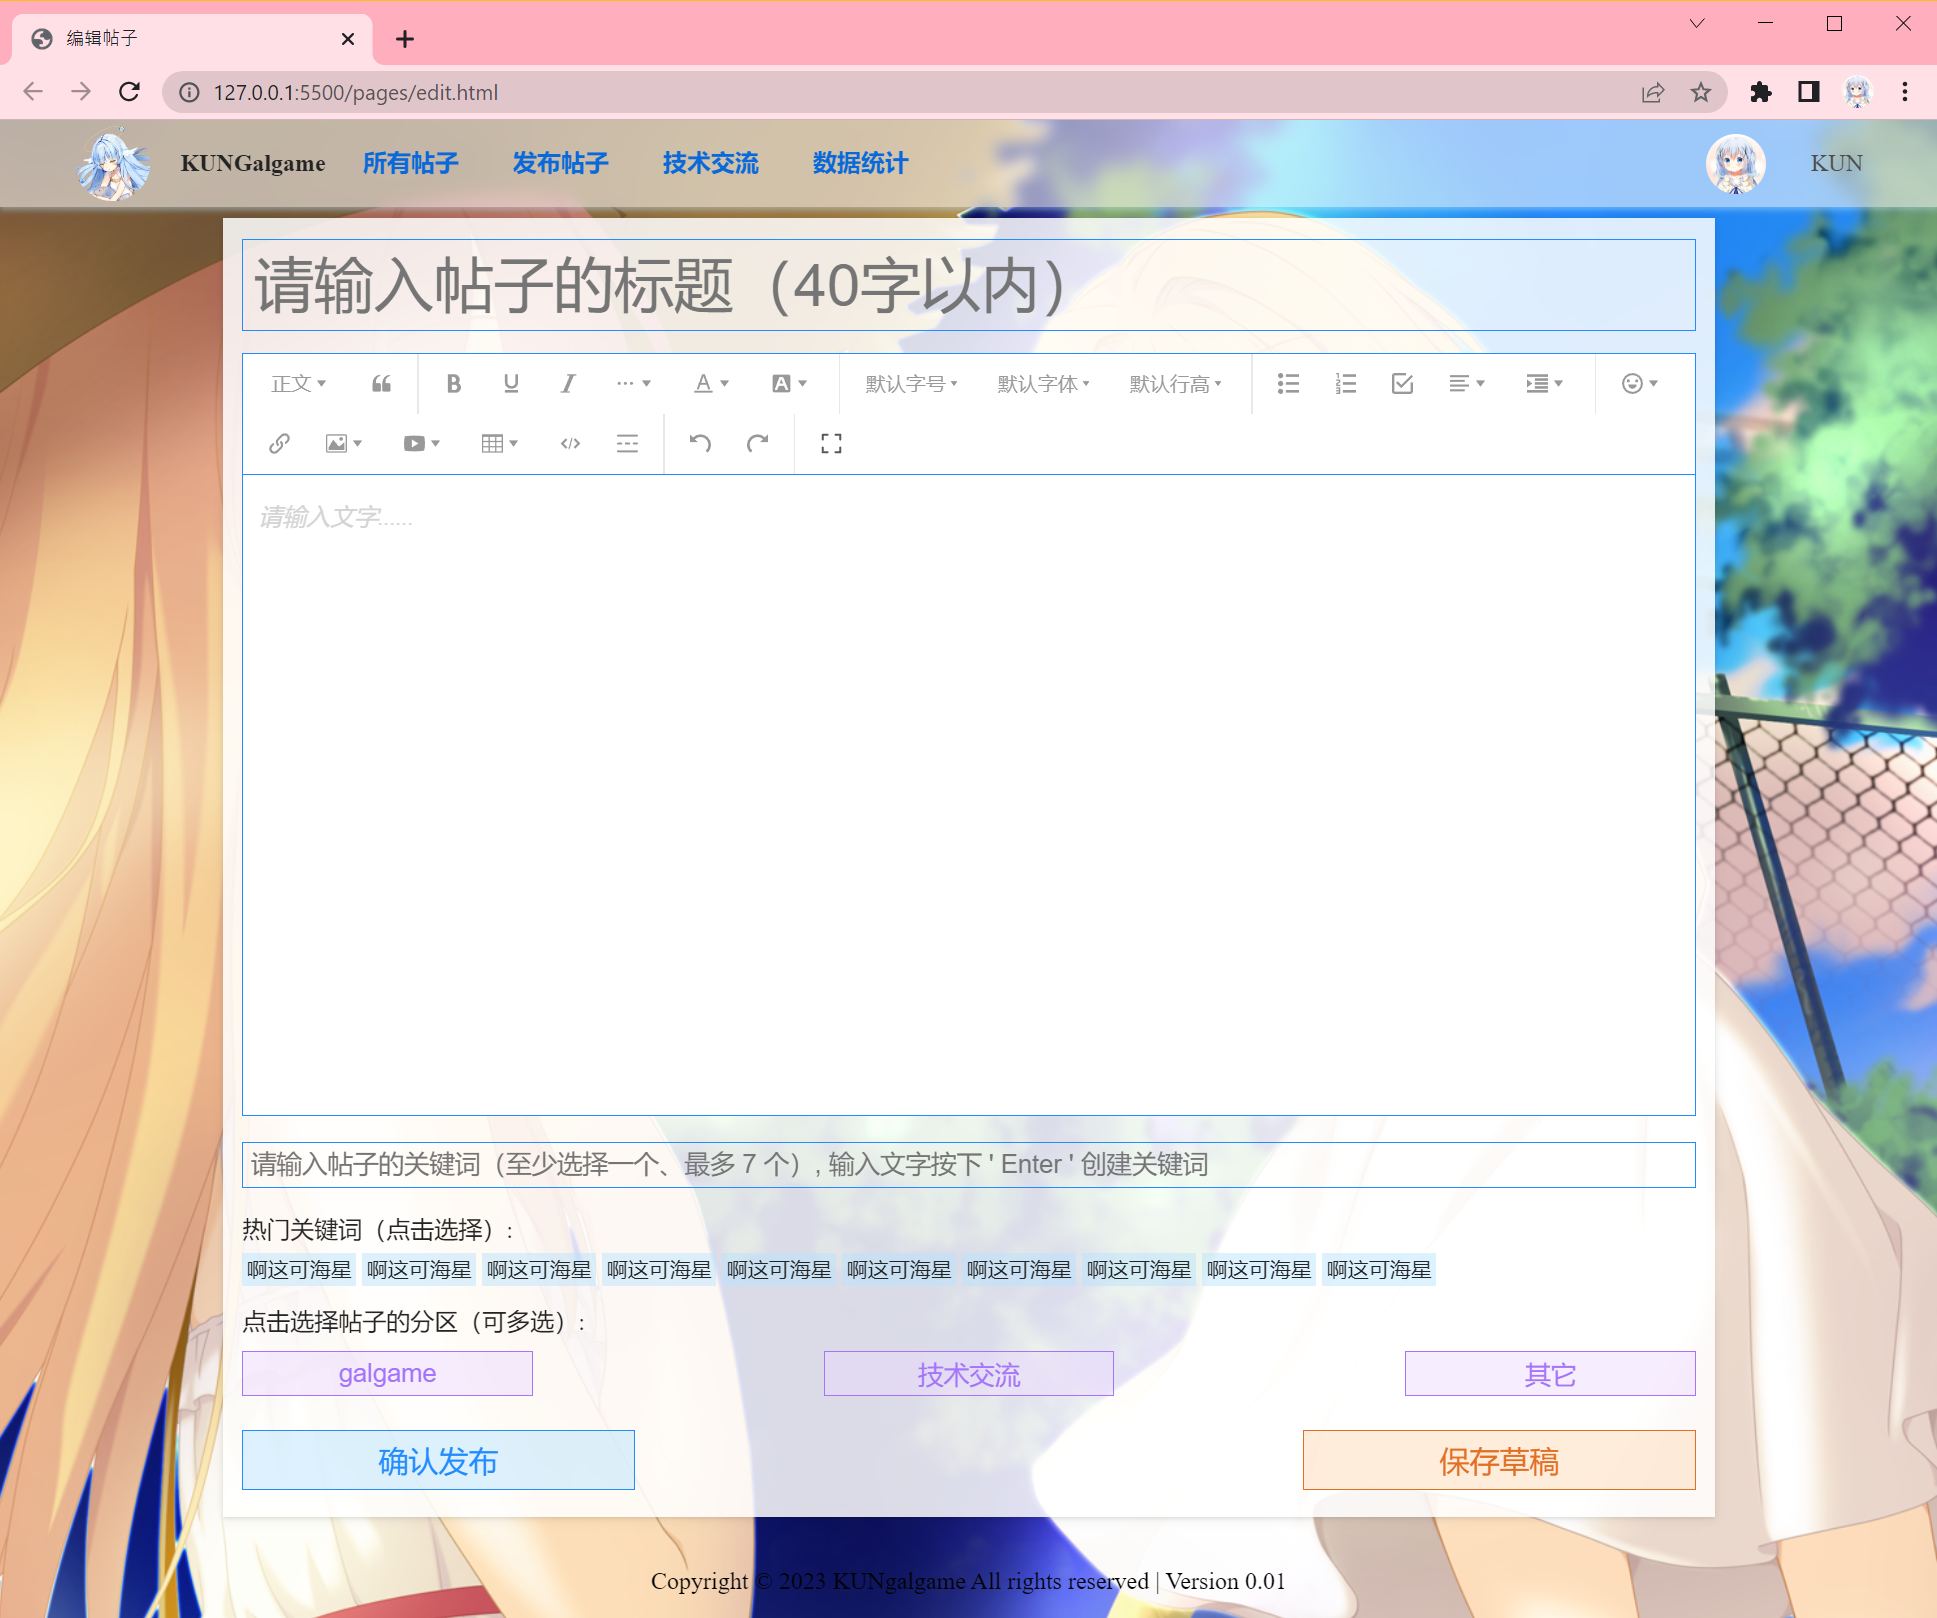 编辑帖子
127.0.0.1:5500/pages/edit.html
KUNGalgame 所有帖子 发布帖子 技术交流 数据统计 KUN
请输入帖子的标题（40字以内）
正文 B U I A A 默认字号 默认字体 默认行高
请输入文字......
请输入帖子的关键词（至少选择一个、最多 7 个）, 输入文字按下 ' Enter ' 创建关键词
热门关键词（点击选择）:
啊这可海星 啊这可海星 啊这可海星 啊这可海星 啊这可海星 啊这可海星 啊这可海星 啊这可海星 啊这可海星 啊这可海星
点击选择帖子的分区（可多选）:
galgame 技术交流 其它
确认发布 保存草稿
Copyright © 2023 KUNgalgame All rights reserved | Version 0.01